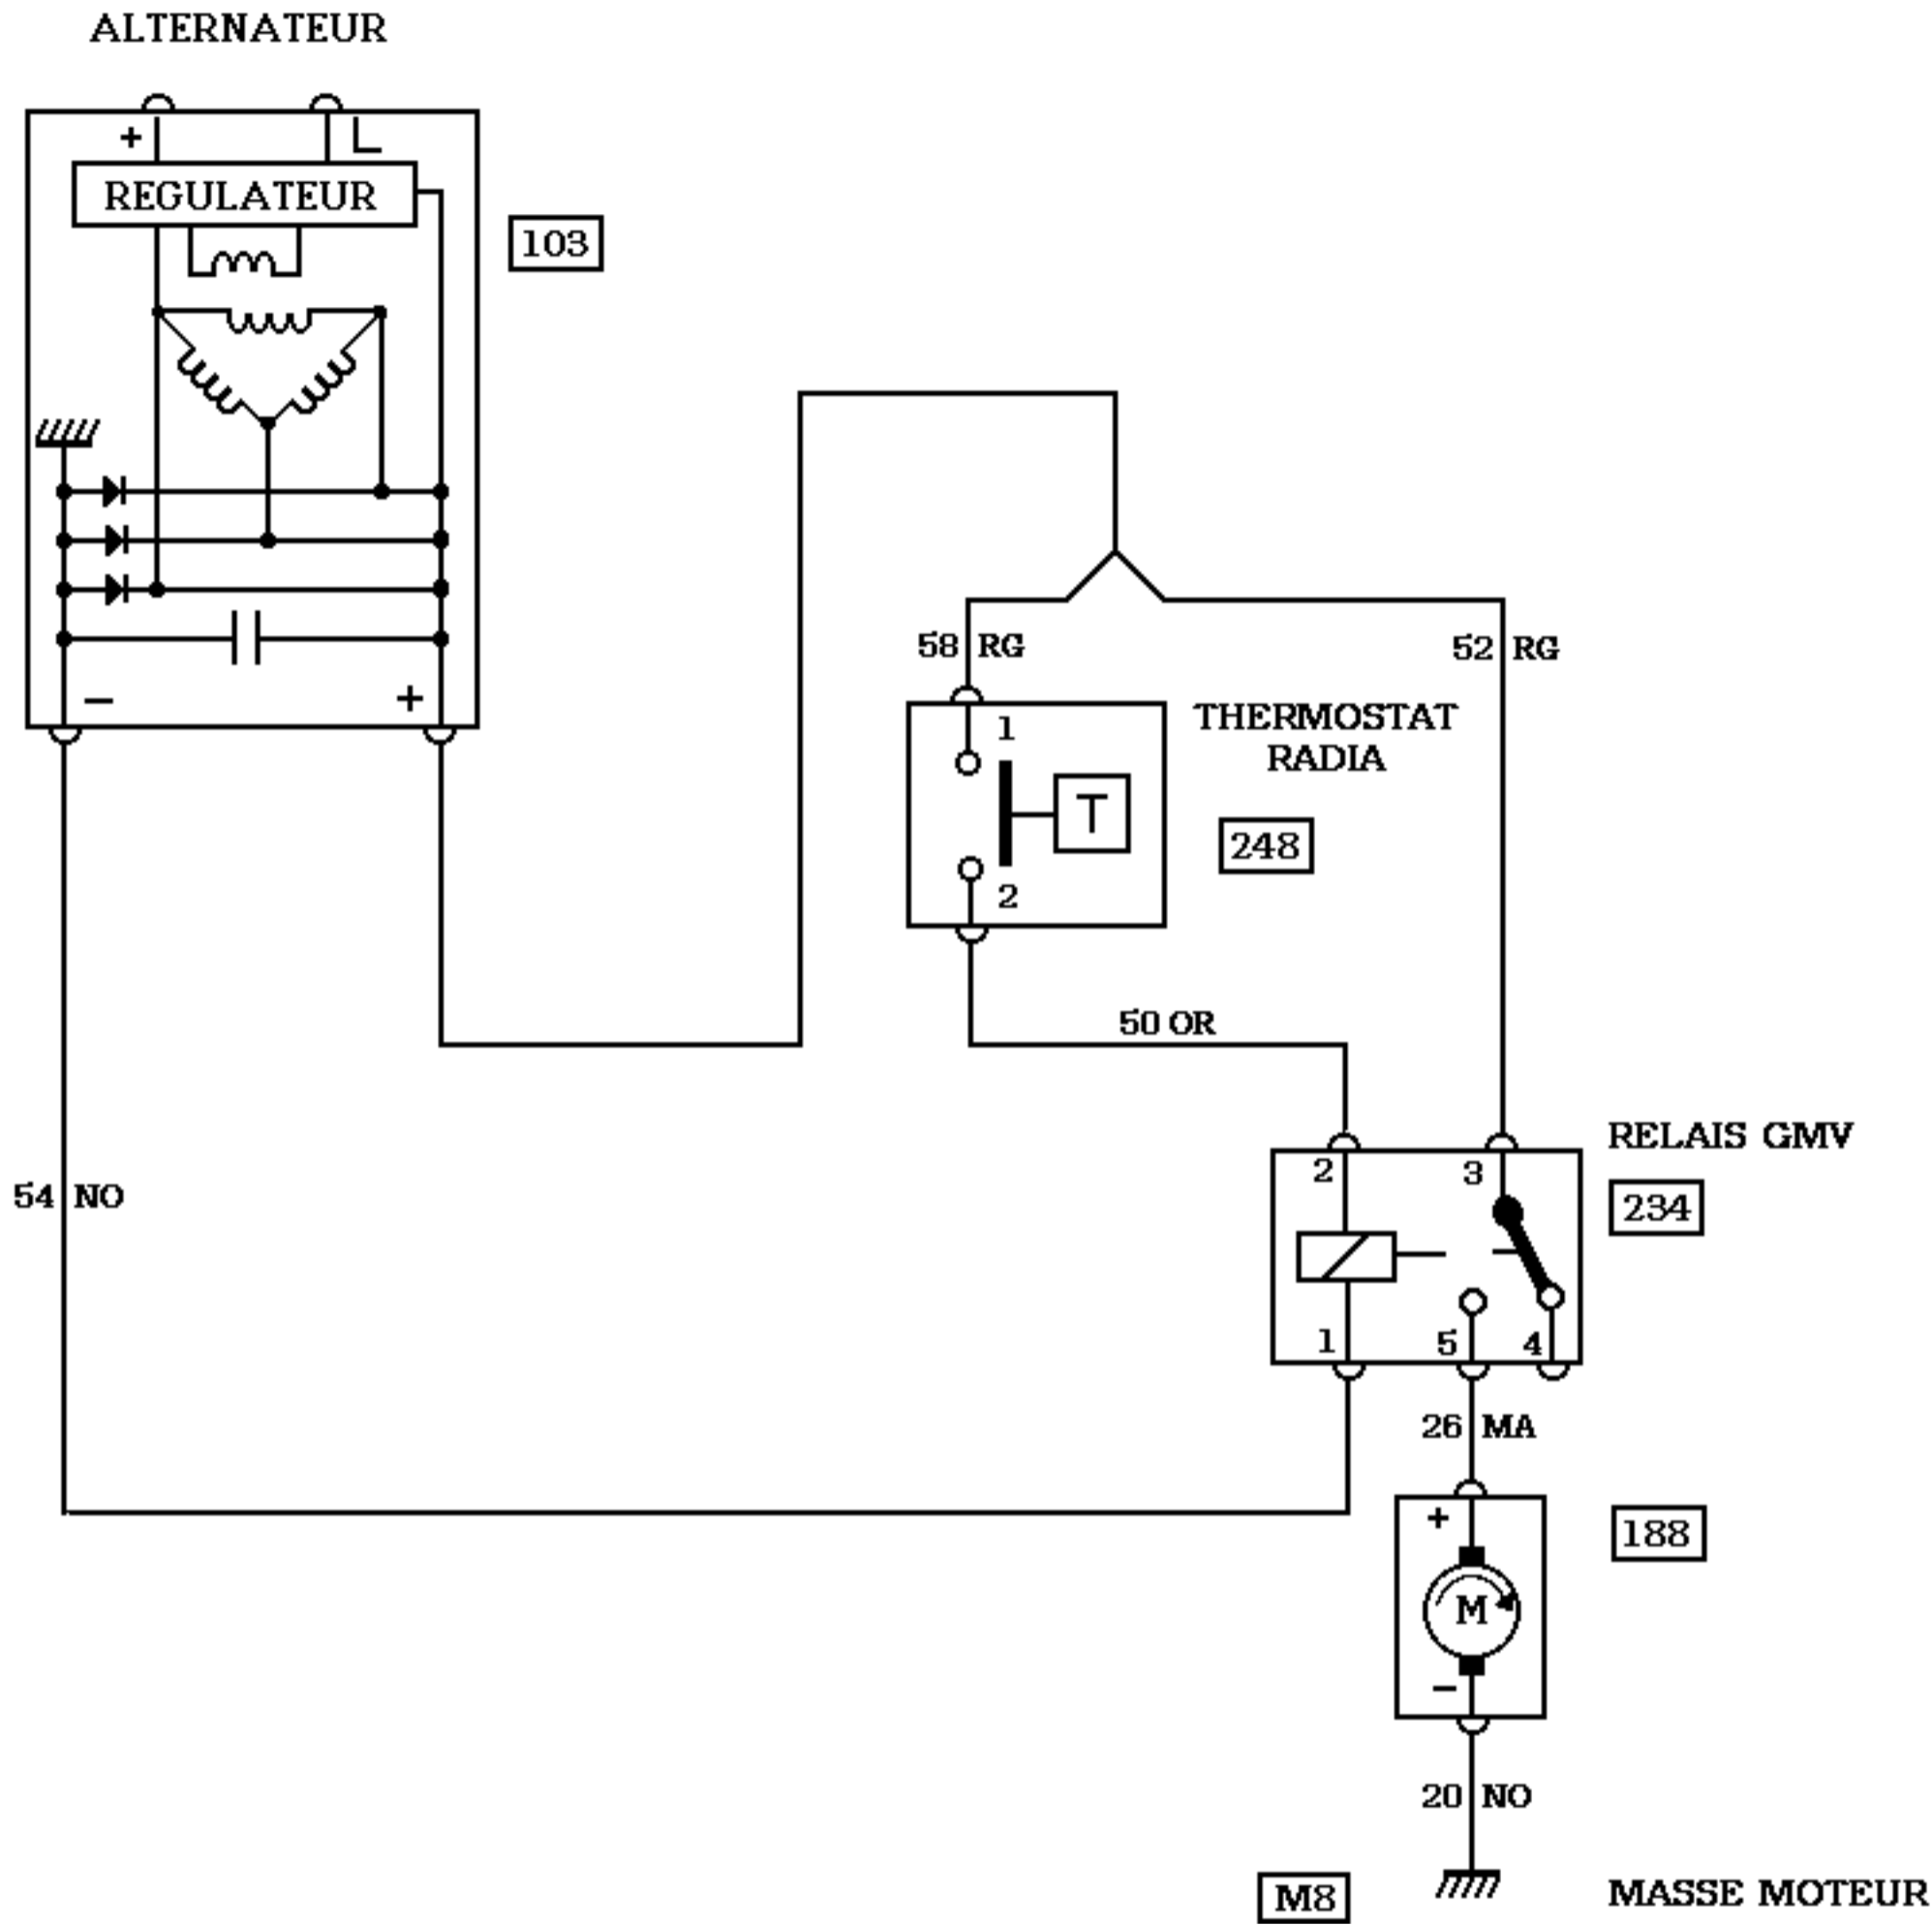 ALTERNATEUR
+ L
REGULATEUR
103
− +
58 RG
52 RG
1
THERMOSTAT
RADIA
T
248
2
50 OR
RELAIS GMV
2 3
54 NO
234
1 5 4
26 MA
+
188
M
−
20 NO
M8
MASSE MOTEUR